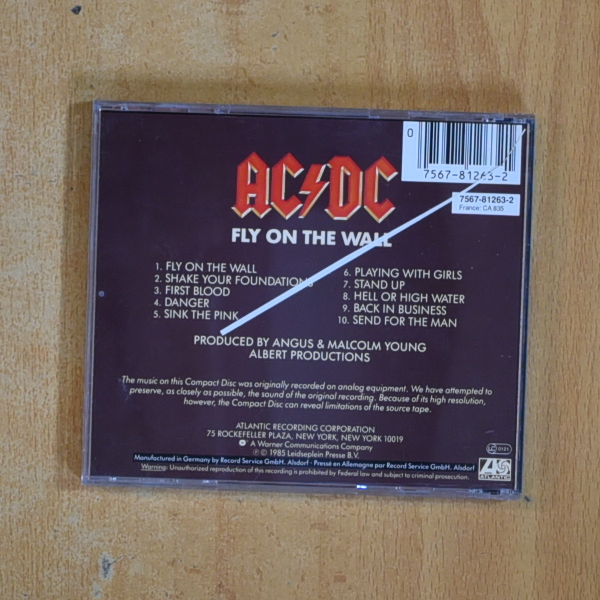 0
7567-81263-2
7567-81263-2
France: CA 835
AC DC
FLY ON THE WALL
1. FLY ON THE WALL
2. SHAKE YOUR FOUNDATIONS
3. FIRST BLOOD
4. DANGER
5. SINK THE PINK
6. PLAYING WITH GIRLS
7. STAND UP
8. HELL OR HIGH WATER
9. BACK IN BUSINESS
10. SEND FOR THE MAN
PRODUCED BY ANGUS & MALCOLM YOUNG
ALBERT PRODUCTIONS
The music on this Compact Disc was originally recorded on analog equipment. We have attempted to
preserve, as closely as possible, the sound of the original recording. Because of its high resolution,
however, the Compact Disc can reveal limitations of the source tape.
ATLANTIC RECORDING CORPORATION
75 ROCKEFELLER PLAZA, NEW YORK, NEW YORK 10019
A Warner Communications Company
℗ © 1985 Leidseplein Presse B.V.
Manufactured in Germany by Record Service GmbH. Alsdorf · Pressé en Allemagne par Record Service GmbH. Alsdorf
Warning: Unauthorized reproduction of this recording is prohibited by Federal law and subject to criminal prosecution.
LC 0121
ATLANTIC